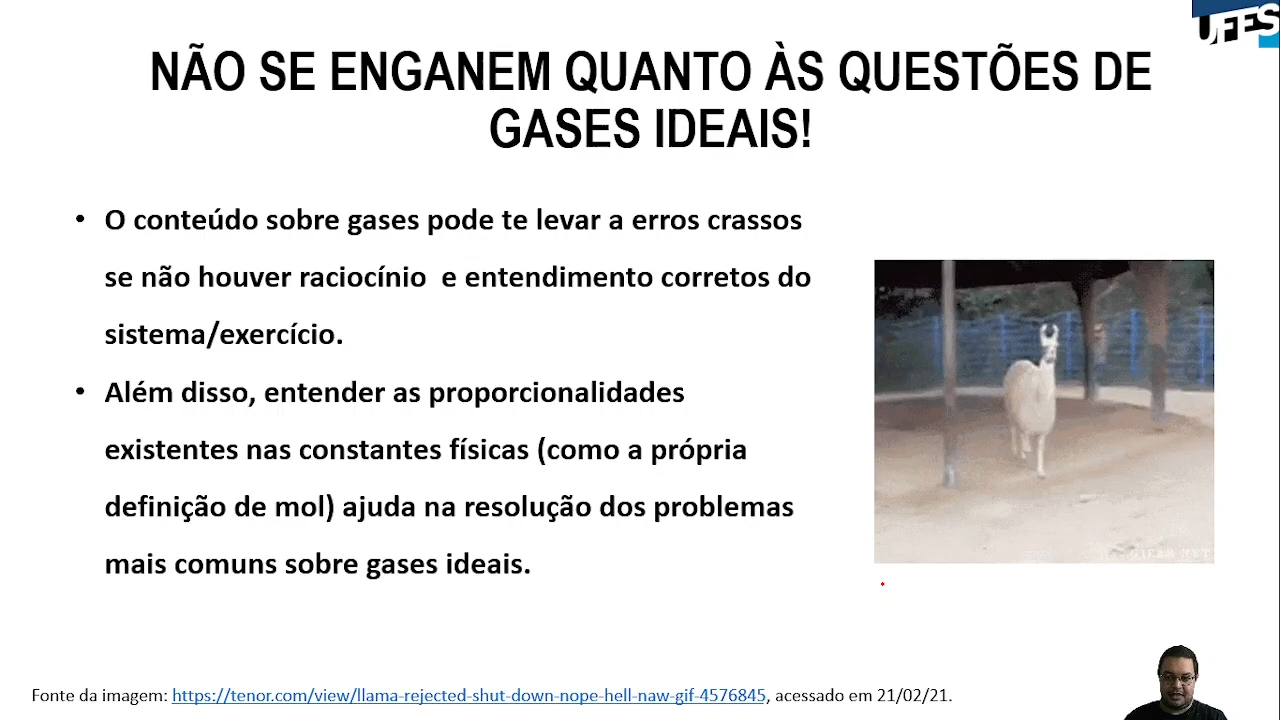 UFES
NÃO SE ENGANEM QUANTO ÀS QUESTÕES DE
GASES IDEAIS!
• O conteúdo sobre gases pode te levar a erros crassos
se não houver raciocínio  e entendimento corretos do
sistema/exercício.
• Além disso, entender as proporcionalidades
existentes nas constantes físicas (como a própria
definição de mol) ajuda na resolução dos problemas
mais comuns sobre gases ideais.
Fonte da imagem: https://tenor.com/view/llama-rejected-shut-down-nope-hell-naw-gif-4576845, acessado em 21/02/21.